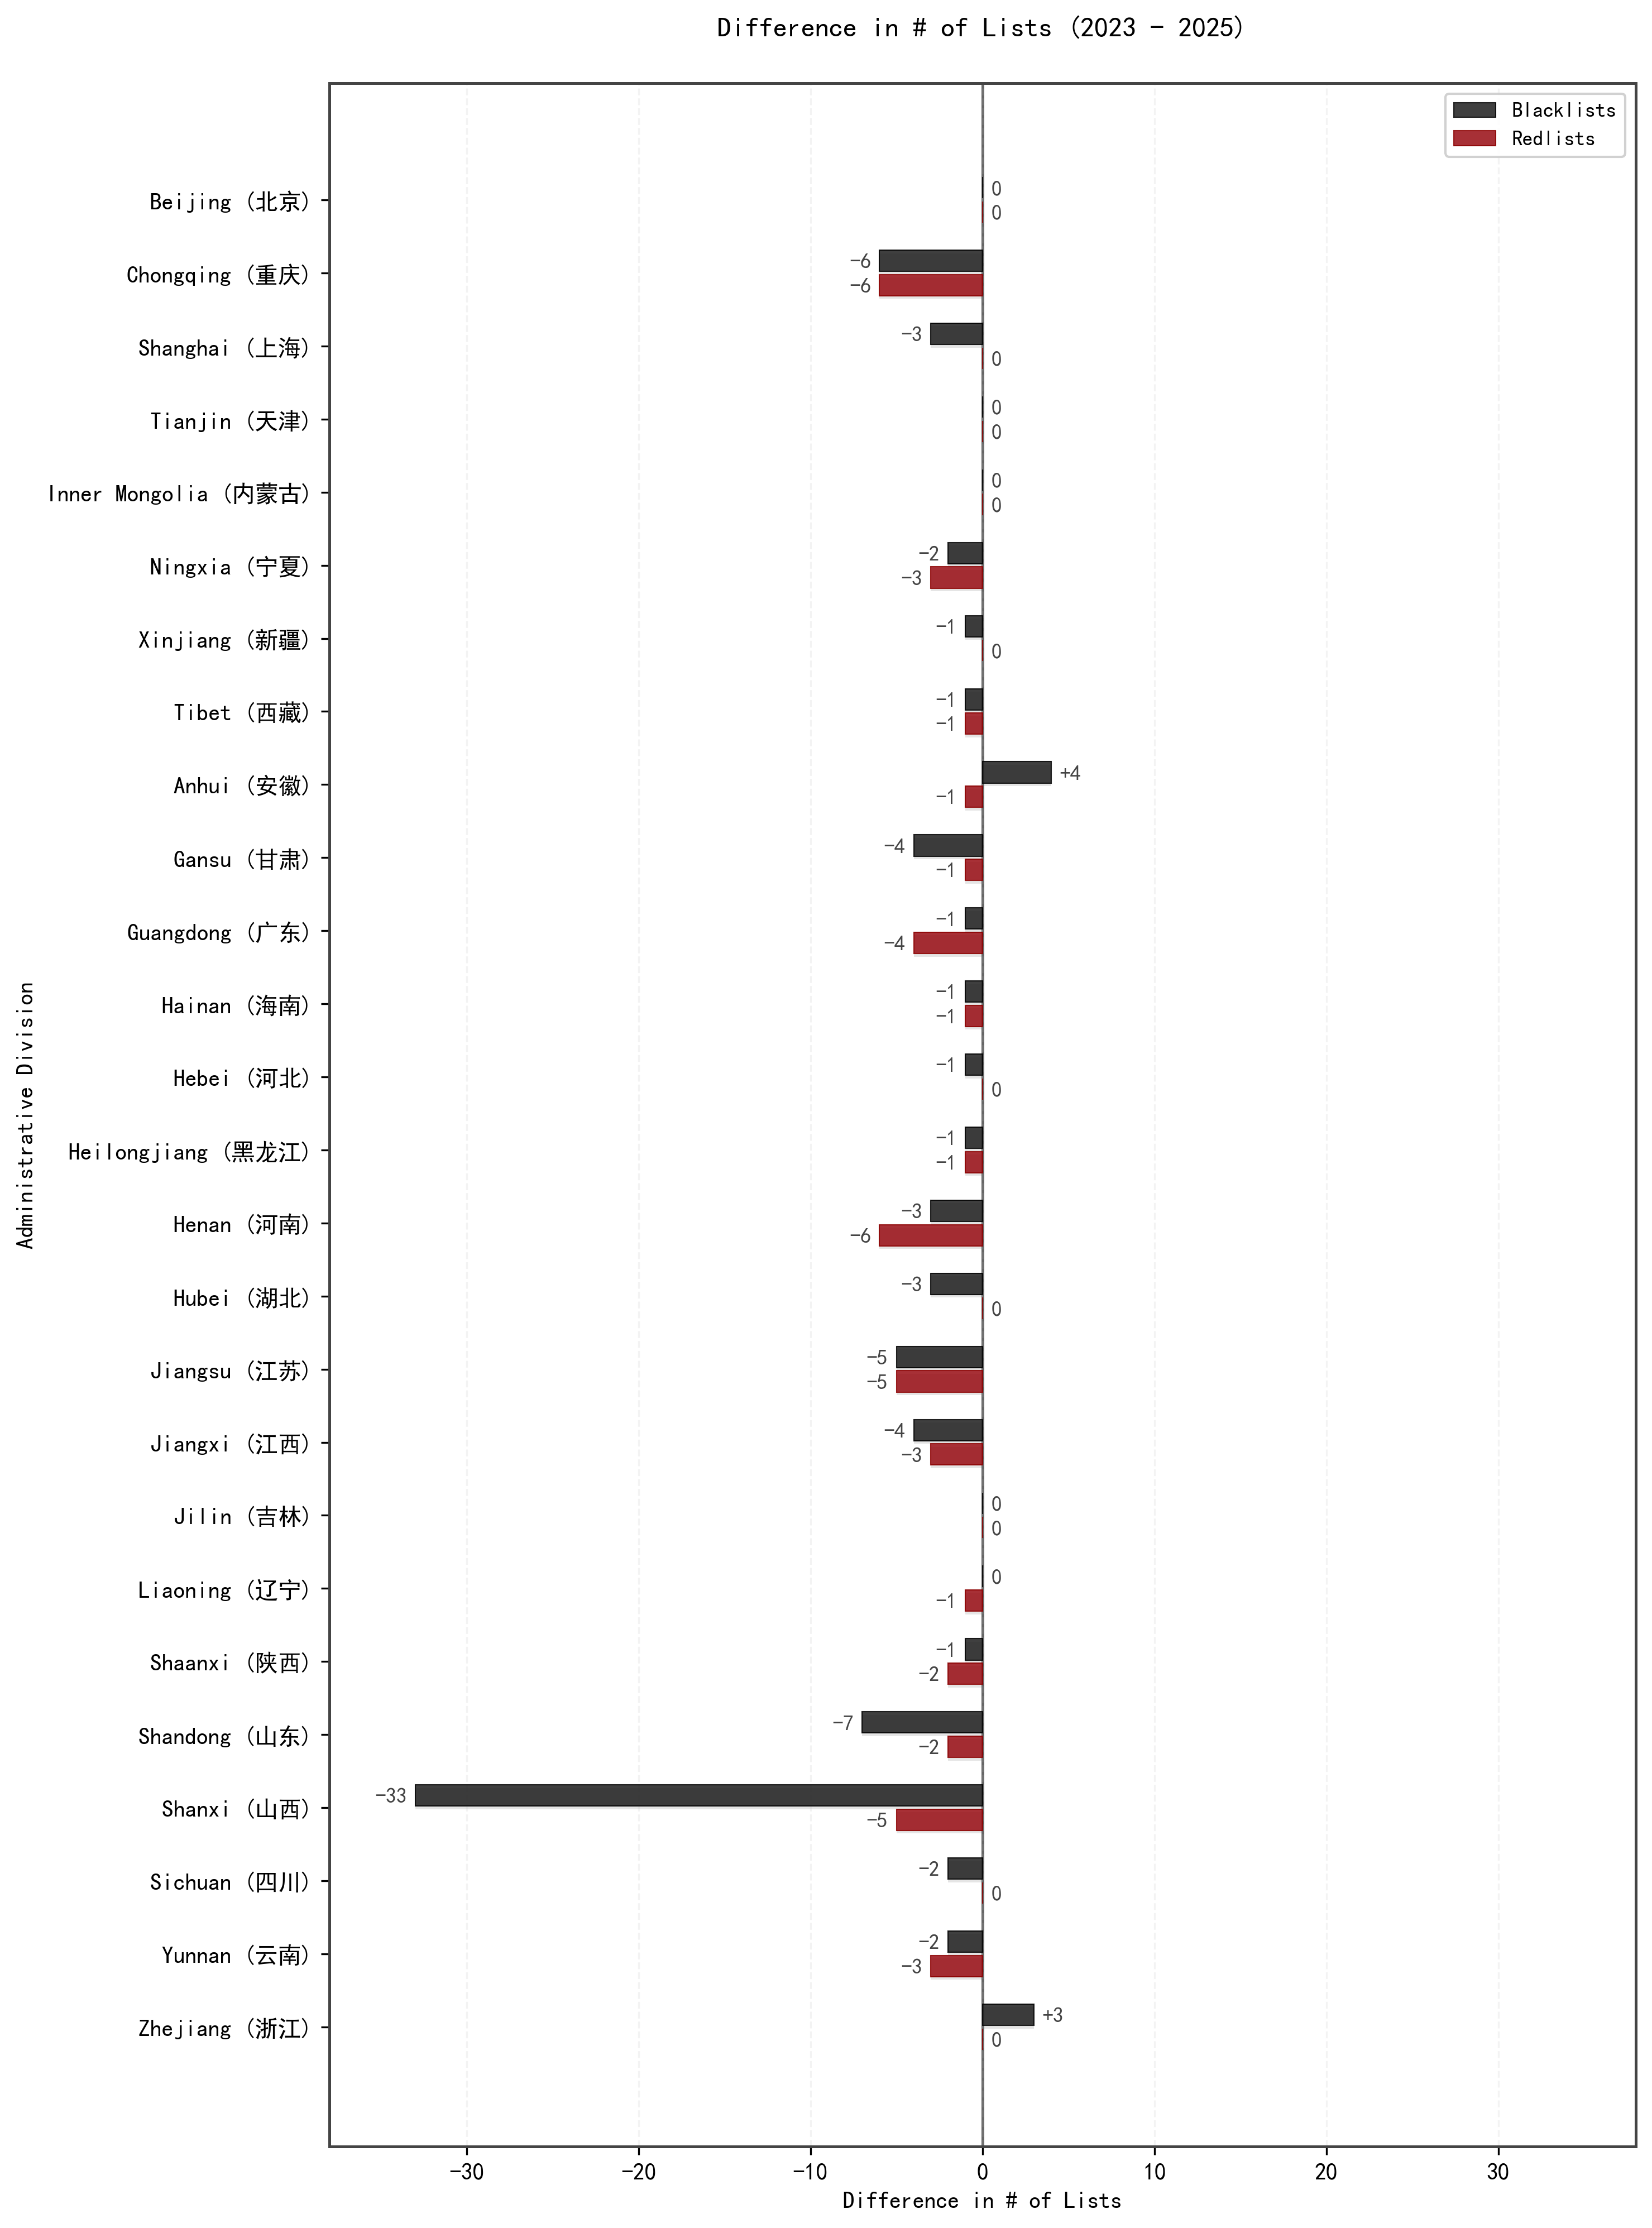 Difference in # of Lists (2023 - 2025)
Blacklists
Redlists
Beijing (北京)
0
0
Chongqing (重庆)
-6
-6
Shanghai (上海)
-3
0
Tianjin (天津)
0
0
Inner Mongolia (内蒙古)
0
0
Ningxia (宁夏)
-2
-3
Xinjiang (新疆)
-1
0
Tibet (西藏)
-1
-1
Anhui (安徽)
+4
-1
Gansu (甘肃)
-4
-1
Guangdong (广东)
-1
-4
Hainan (海南)
-1
-1
Hebei (河北)
-1
0
Heilongjiang (黑龙江)
-1
-1
Henan (河南)
-3
-6
Hubei (湖北)
-3
0
Jiangsu (江苏)
-5
-5
Jiangxi (江西)
-4
-3
Jilin (吉林)
0
0
Liaoning (辽宁)
0
-1
Shaanxi (陕西)
-1
-2
Shandong (山东)
-7
-2
Shanxi (山西)
-33
-5
Sichuan (四川)
-2
0
Yunnan (云南)
-2
-3
Zhejiang (浙江)
+3
0
Administrative Division
-30 -20 -10 0 10 20 30
Difference in # of Lists